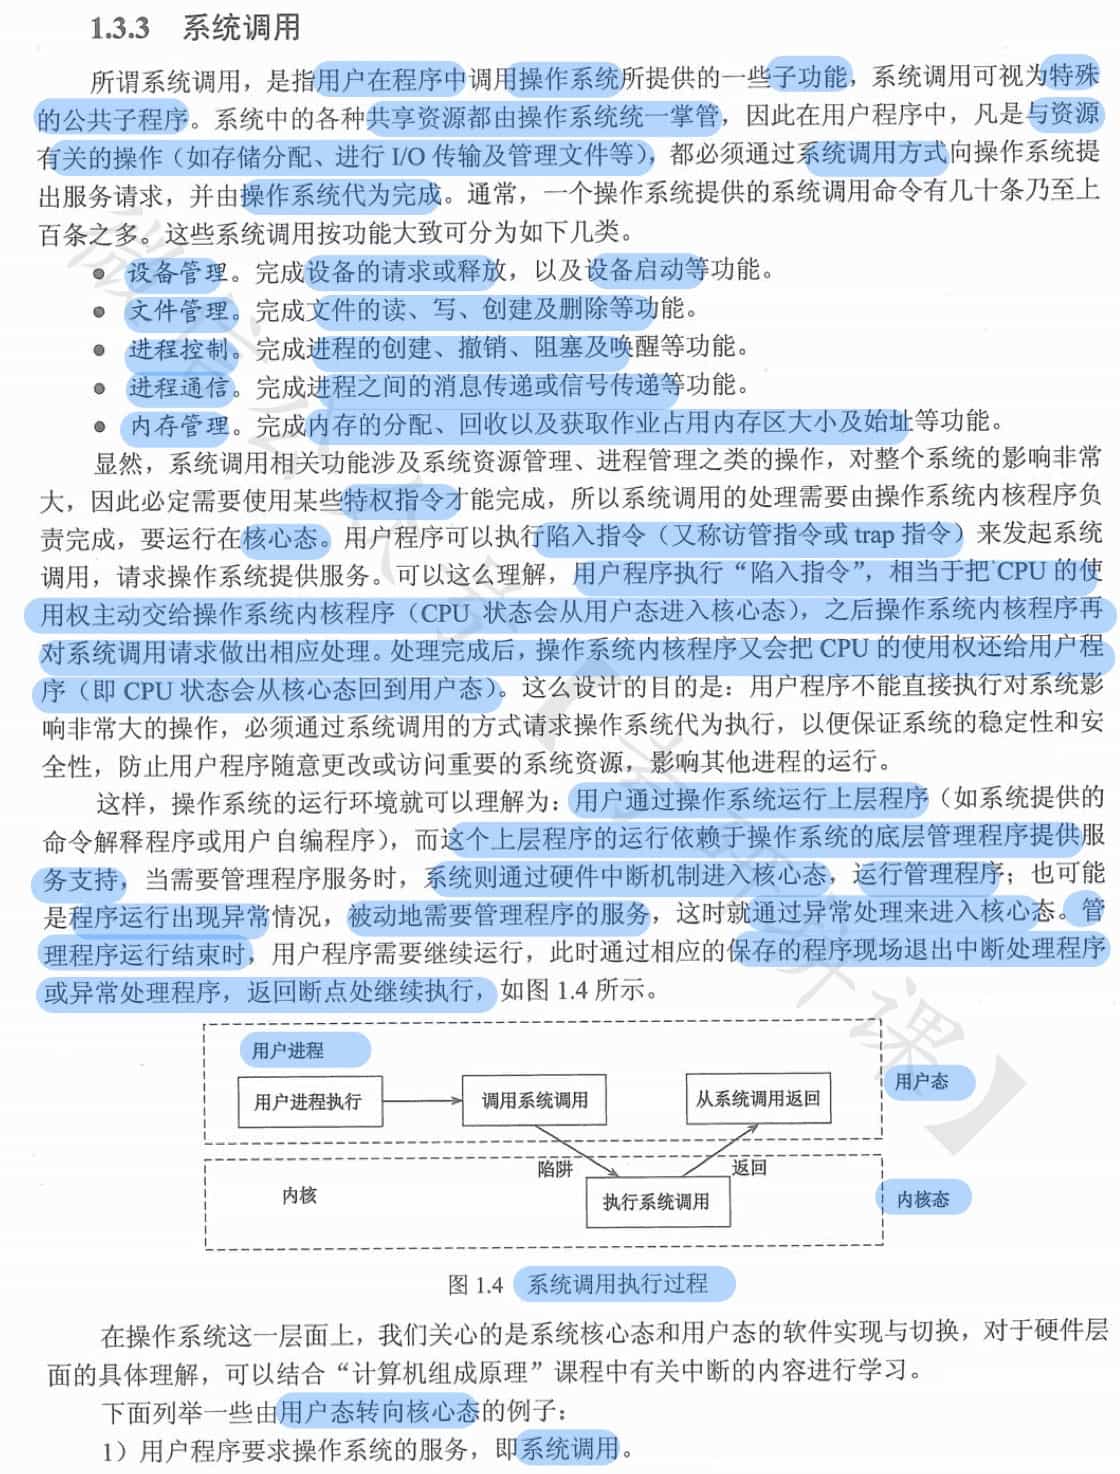 1.3.3 系统调用
所谓系统调用，是指用户在程序中调用操作系统所提供的一些子功能，系统调用可视为特殊
的公共子程序。系统中的各种共享资源都由操作系统统一掌管，因此在用户程序中，凡是与资源
有关的操作（如存储分配、进行 I/O 传输及管理文件等），都必须通过系统调用方式向操作系统提
出服务请求，并由操作系统代为完成。通常，一个操作系统提供的系统调用命令有几十条乃至上
百条之多。这些系统调用按功能大致可分为如下几类。
● 设备管理。完成设备的请求或释放，以及设备启动等功能。
● 文件管理。完成文件的读、写、创建及删除等功能。
● 进程控制。完成进程的创建、撤销、阻塞及唤醒等功能。
● 进程通信。完成进程之间的消息传递或信号传递等功能。
● 内存管理。完成内存的分配、回收以及获取作业占用内存区大小及始址等功能。
显然，系统调用相关功能涉及系统资源管理、进程管理之类的操作，对整个系统的影响非常
大，因此必定需要使用某些特权指令才能完成，所以系统调用的处理需要由操作系统内核程序负
责完成，要运行在核心态。用户程序可以执行陷入指令（又称访管指令或 trap 指令）来发起系统
调用，请求操作系统提供服务。可以这么理解，用户程序执行“陷入指令”，相当于把 CPU 的使
用权主动交给操作系统内核程序（CPU 状态会从用户态进入核心态），之后操作系统内核程序再
对系统调用请求做出相应处理。处理完成后，操作系统内核程序又会把 CPU 的使用权还给用户程
序（即 CPU 状态会从核心态回到用户态）。这么设计的目的是：用户程序不能直接执行对系统影
响非常大的操作，必须通过系统调用的方式请求操作系统代为执行，以便保证系统的稳定性和安
全性，防止用户程序随意更改或访问重要的系统资源，影响其他进程的运行。
这样，操作系统的运行环境就可以理解为：用户通过操作系统运行上层程序（如系统提供的
命令解释程序或用户自编程序），而这个上层程序的运行依赖于操作系统的底层管理程序提供服
务支持，当需要管理程序服务时，系统则通过硬件中断机制进入核心态，运行管理程序；也可能
是程序运行出现异常情况，被动地需要管理程序的服务，这时就通过异常处理来进入核心态。管
理程序运行结束时，用户程序需要继续运行，此时通过相应的保存的程序现场退出中断处理程序
或异常处理程序，返回断点处继续执行，如图 1.4 所示。
用户进程
用户进程执行
调用系统调用
从系统调用返回
用户态
陷阱
返回
内核
执行系统调用
内核态
图 1.4 系统调用执行过程
在操作系统这一层面上，我们关心的是系统核心态和用户态的软件实现与切换，对于硬件层
面的具体理解，可以结合“计算机组成原理”课程中有关中断的内容进行学习。
下面列举一些由用户态转向核心态的例子：
1）用户程序要求操作系统的服务，即系统调用。